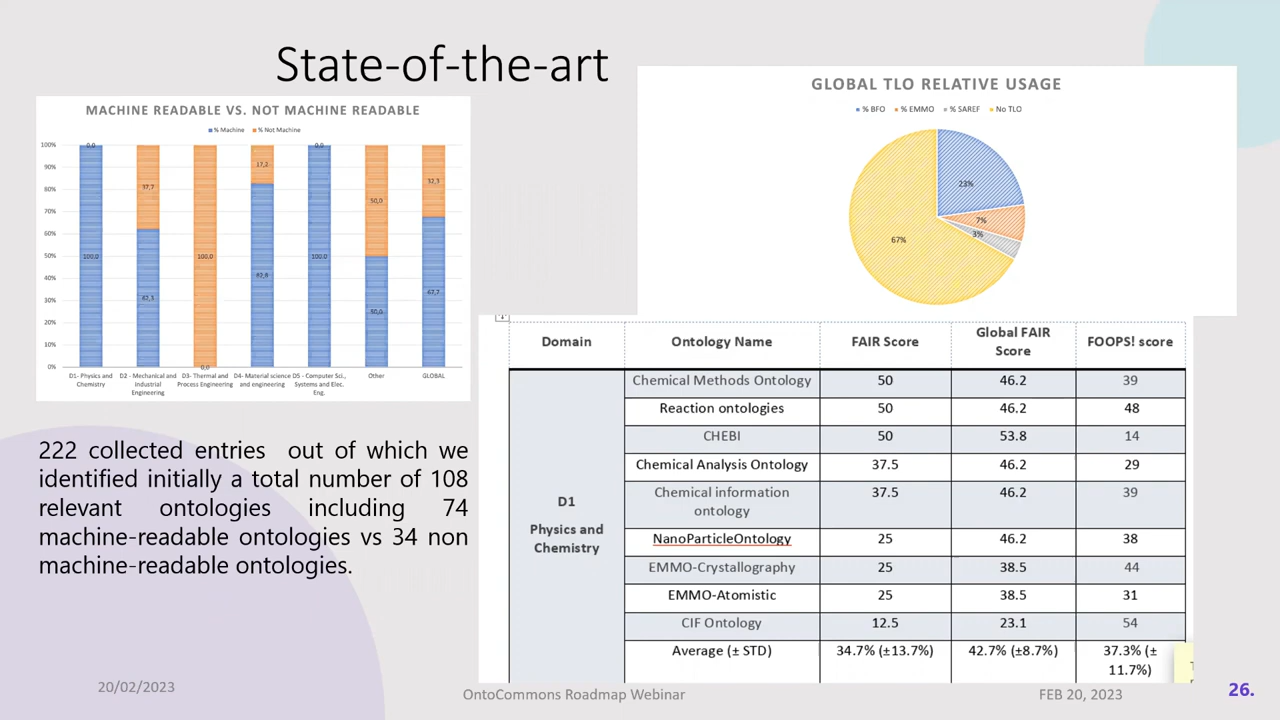 State-of-the-art
MACHINE READABLE VS. NOT MACHINE READABLE
% Machine % Not Machine
100%
90%
80%
70%
60%
50%
40%
30%
20%
10%
0%
0,0 37,7 100,0 17,2 0,0 50,0 32,3
100,0 62,3 0,0 82,8 100,0 50,0 67,7
D1- Physics and Chemistry
D2 - Mechanical and Industrial Engineering
D3- Thermal and Process Engineering
D4- Material science and engineering
D5 - Computer Sci., Systems and Elec. Eng.
Other
GLOBAL
GLOBAL TLO RELATIVE USAGE
% BFO % EMMO % SAREF No TLO
23%
7%
3%
67%
222 collected entries out of which we
identified initially a total number of 108
relevant ontologies including 74
machine-readable ontologies vs 34 non
machine-readable ontologies.
Domain Ontology Name FAIR Score Global FAIR Score FOOPS! score
D1
Physics and
Chemistry
Chemical Methods Ontology 50 46.2 39
Reaction ontologies 50 46.2 48
CHEBI 50 53.8 14
Chemical Analysis Ontology 37.5 46.2 29
Chemical information ontology 37.5 46.2 39
NanoParticleOntology 25 46.2 38
EMMO-Crystallography 25 38.5 44
EMMO-Atomistic 25 38.5 31
CIF Ontology 12.5 23.1 54
Average (± STD) 34.7% (±13.7%) 42.7% (±8.7%) 37.3% (± 11.7%)
20/02/2023
OntoCommons Roadmap Webinar
FEB 20, 2023
26.